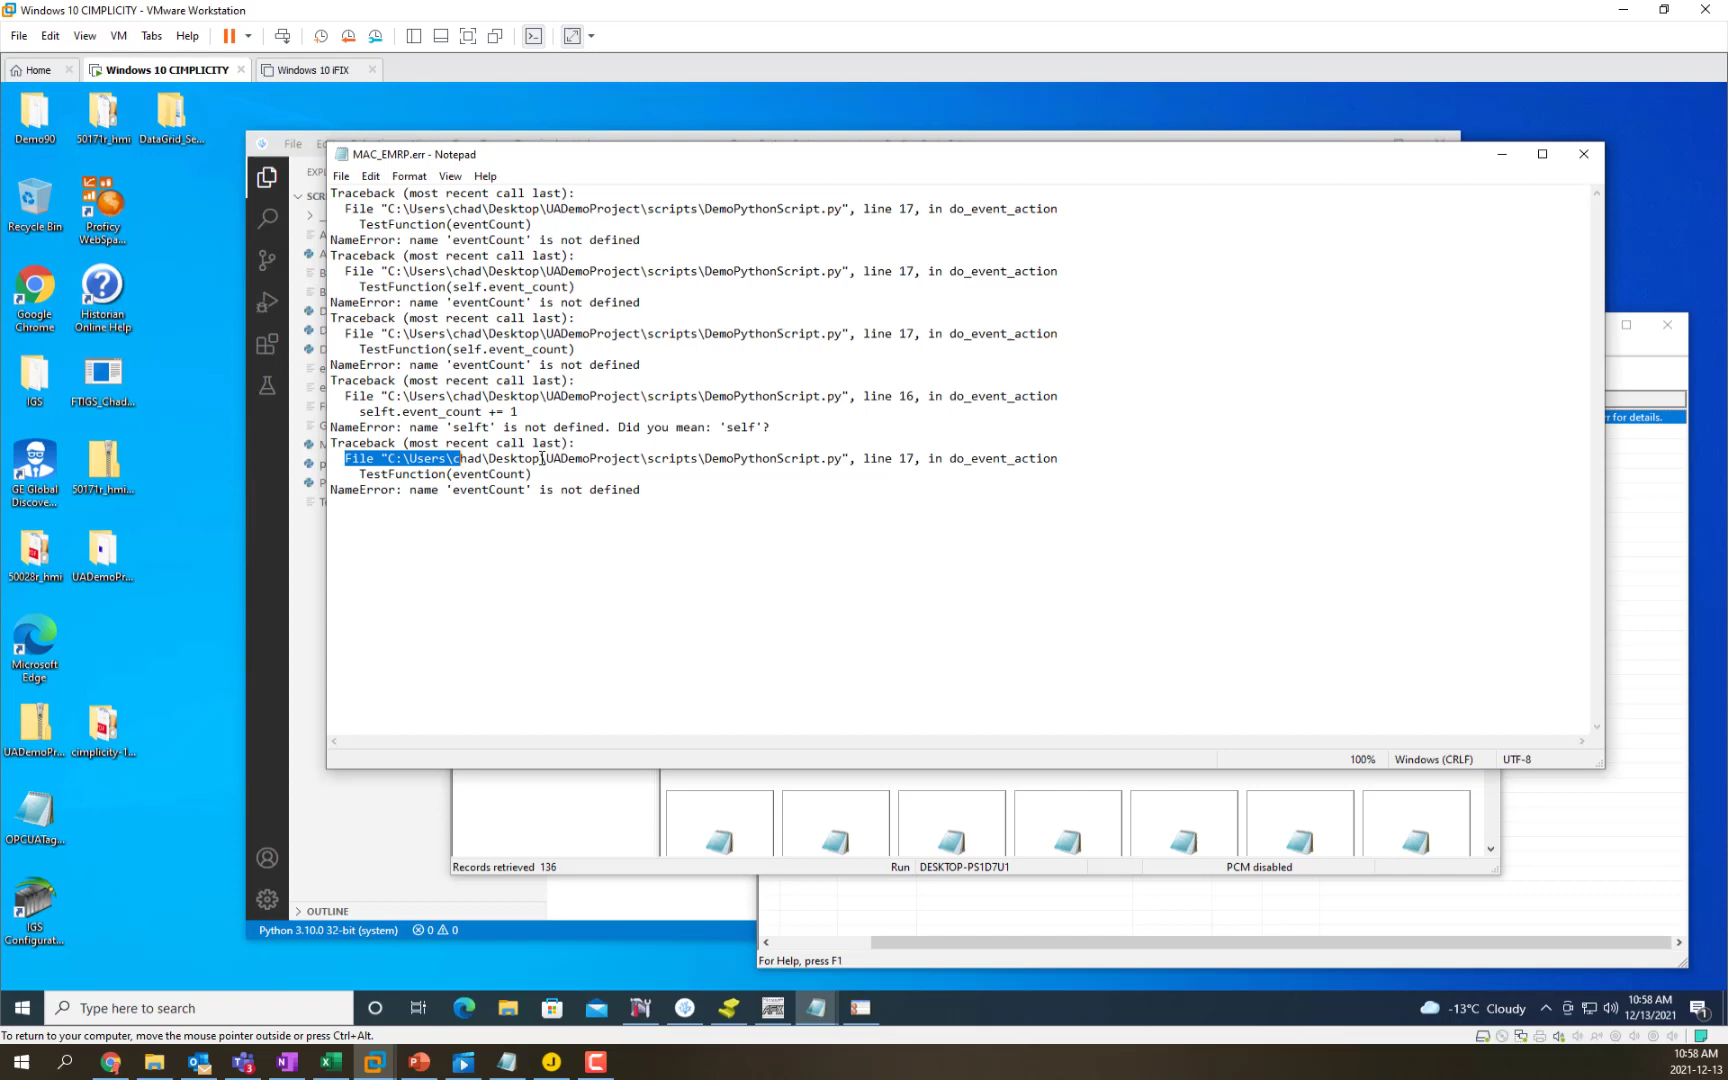 Windows 10 CIMPLICITY - VMware Workstation
File Edit View VM Tabs Help
Home
Windows 10 CIMPLICITY
Windows 10 iFIX
Demo90
50171r_hmi
DataGrid_Se...
Recycle Bin
Proficy
WebSpa...
Google
Chrome
Historian
Online Help
IGS
FTIGS_Chad...
GE Global
Discove...
50171r_hmi...
50028r_hmi
UADemoPr...
Microsoft
Edge
UADemoPr...
cimplicity-1...
OPCUATag...
IGS
Configurat...
File
MAC_EMRP.err - Notepad
File Edit Format View Help
Traceback (most recent call last):
File "C:\Users\chad\Desktop\UADemoProject\scripts\DemoPythonScript.py", line 17, in do_event_action
TestFunction(eventCount)
NameError: name 'eventCount' is not defined
Traceback (most recent call last):
File "C:\Users\chad\Desktop\UADemoProject\scripts\DemoPythonScript.py", line 17, in do_event_action
TestFunction(self.event_count)
NameError: name 'eventCount' is not defined
Traceback (most recent call last):
File "C:\Users\chad\Desktop\UADemoProject\scripts\DemoPythonScript.py", line 17, in do_event_action
TestFunction(self.event_count)
NameError: name 'eventCount' is not defined
Traceback (most recent call last):
File "C:\Users\chad\Desktop\UADemoProject\scripts\DemoPythonScript.py", line 16, in do_event_action
selft.event_count += 1
NameError: name 'selft' is not defined. Did you mean: 'self'?
Traceback (most recent call last):
File "C:\Users\chad\Desktop\UADemoProject\scripts\DemoPythonScript.py", line 17, in do_event_action
TestFunction(eventCount)
NameError: name 'eventCount' is not defined
100% Windows (CRLF) UTF-8
rr for details.
Records retrieved 136 Run DESKTOP-PS1D7U1 PCM disabled
OUTLINE
Python 3.10.0 32-bit (system) 0 0
For Help, press F1
Type here to search
-13°C Cloudy
10:58 AM
12/13/2021
1
To return to your computer, move the mouse pointer outside or press Ctrl+Alt.
10:58 AM
2021-12-13